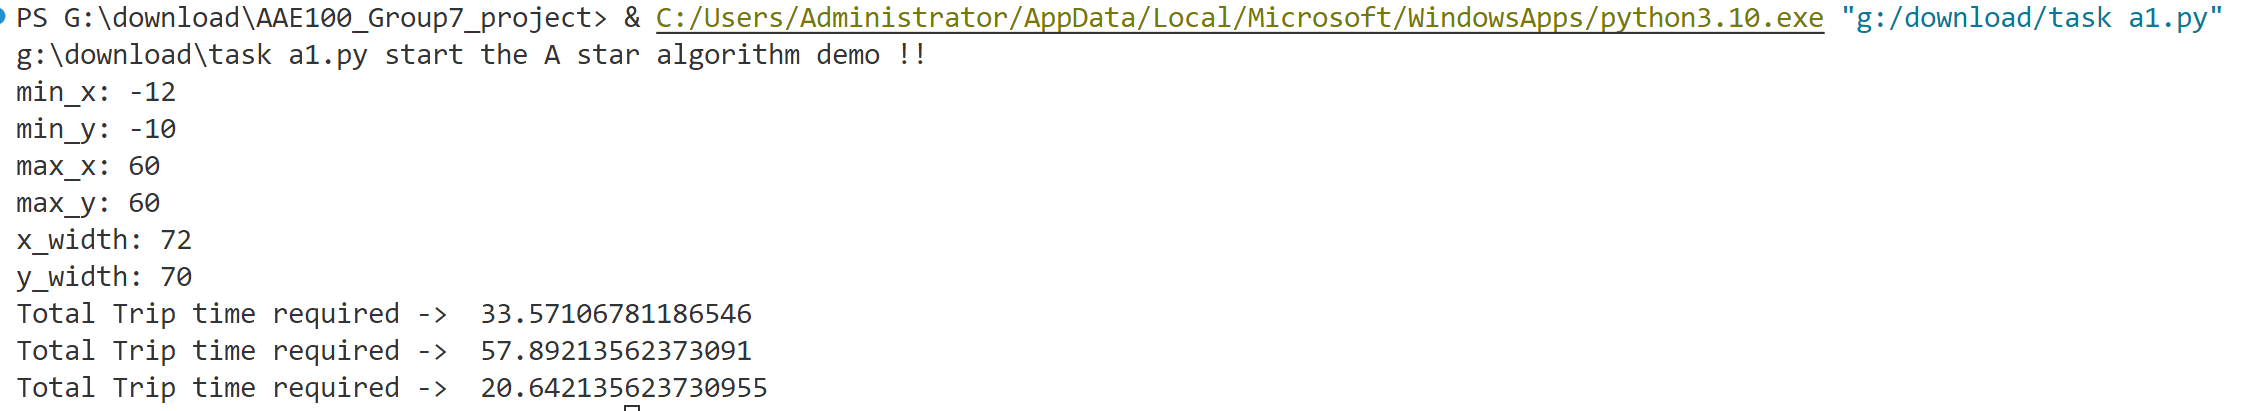 PS G:\download\AAE100_Group7_project> & C:/Users/Administrator/AppData/Local/Microsoft/WindowsApps/python3.10.exe "g:/download/task a1.py"
g:\download\task a1.py start the A star algorithm demo !!
min_x: -12
min_y: -10
max_x: 60
max_y: 60
x_width: 72
y_width: 70
Total Trip time required ->  33.57106781186546
Total Trip time required ->  57.89213562373091
Total Trip time required ->  20.642135623730955